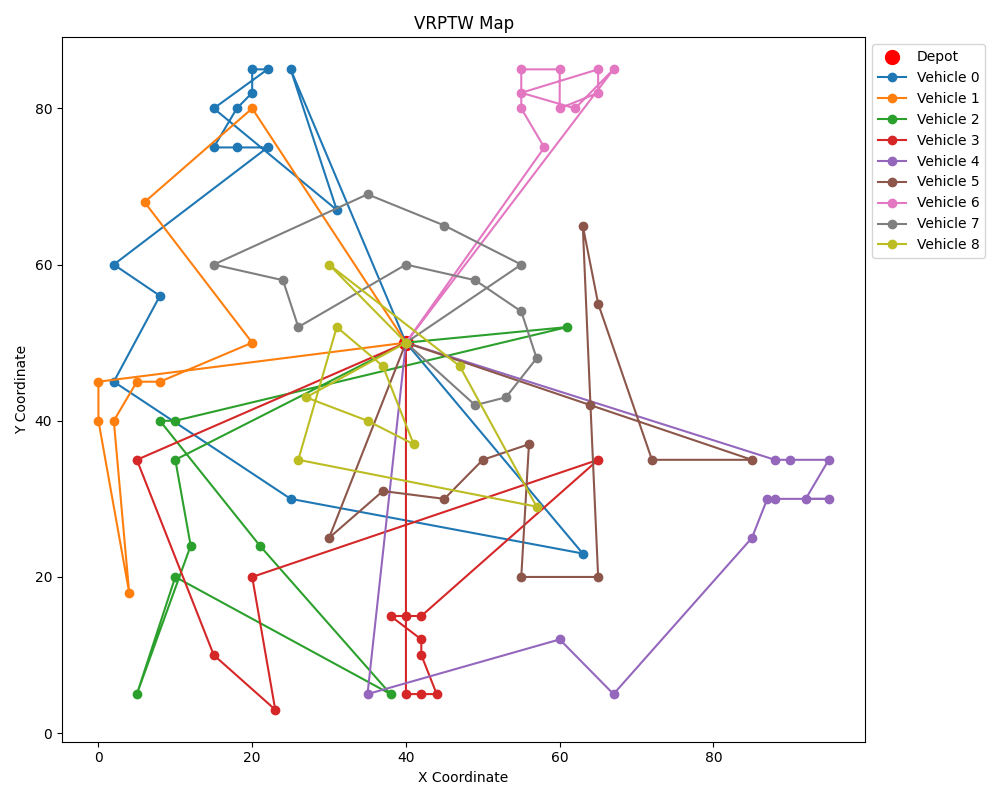 VRPTW Map
Y Coordinate
80
60
40
20
0
0 20 40 60 80
X Coordinate
Depot
Vehicle 0
Vehicle 1
Vehicle 2
Vehicle 3
Vehicle 4
Vehicle 5
Vehicle 6
Vehicle 7
Vehicle 8